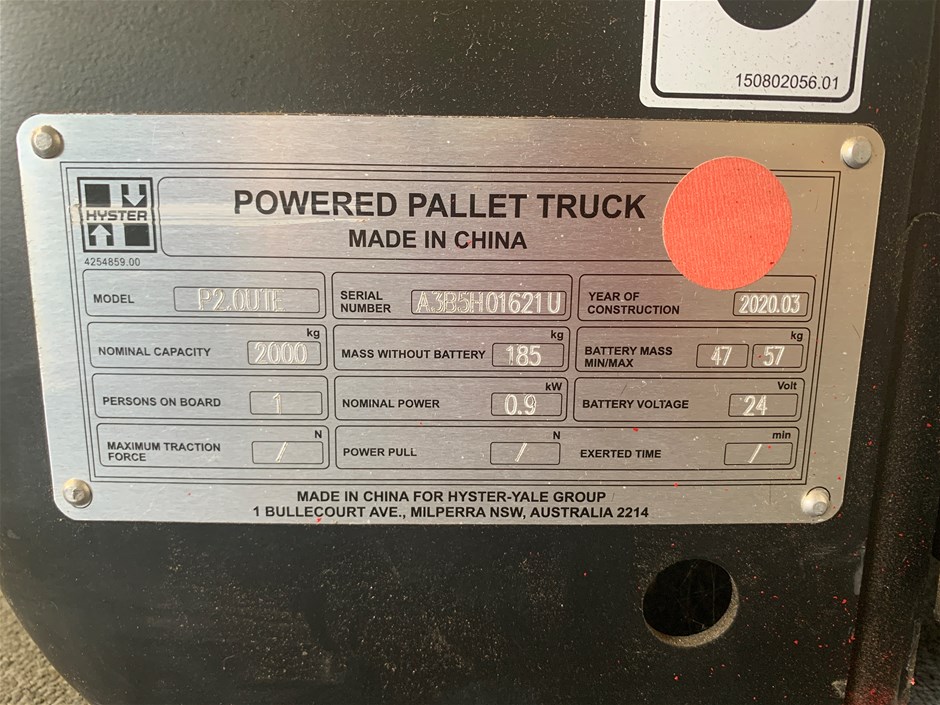 150802056.01
HYSTER
4254859.00
POWERED PALLET TRUCK
MADE IN CHINA
MODEL P2.0UTE
SERIAL NUMBER A3B5H01621U
YEAR OF CONSTRUCTION 2020.03
NOMINAL CAPACITY 2000 kg
MASS WITHOUT BATTERY 185 kg
BATTERY MASS MIN/MAX 47 57 kg
PERSONS ON BOARD 1
NOMINAL POWER 0.9 kW
BATTERY VOLTAGE 24 Volt
MAXIMUM TRACTION FORCE / N
POWER PULL / N
EXERTED TIME / min
MADE IN CHINA FOR HYSTER-YALE GROUP
1 BULLECOURT AVE., MILPERRA NSW, AUSTRALIA 2214